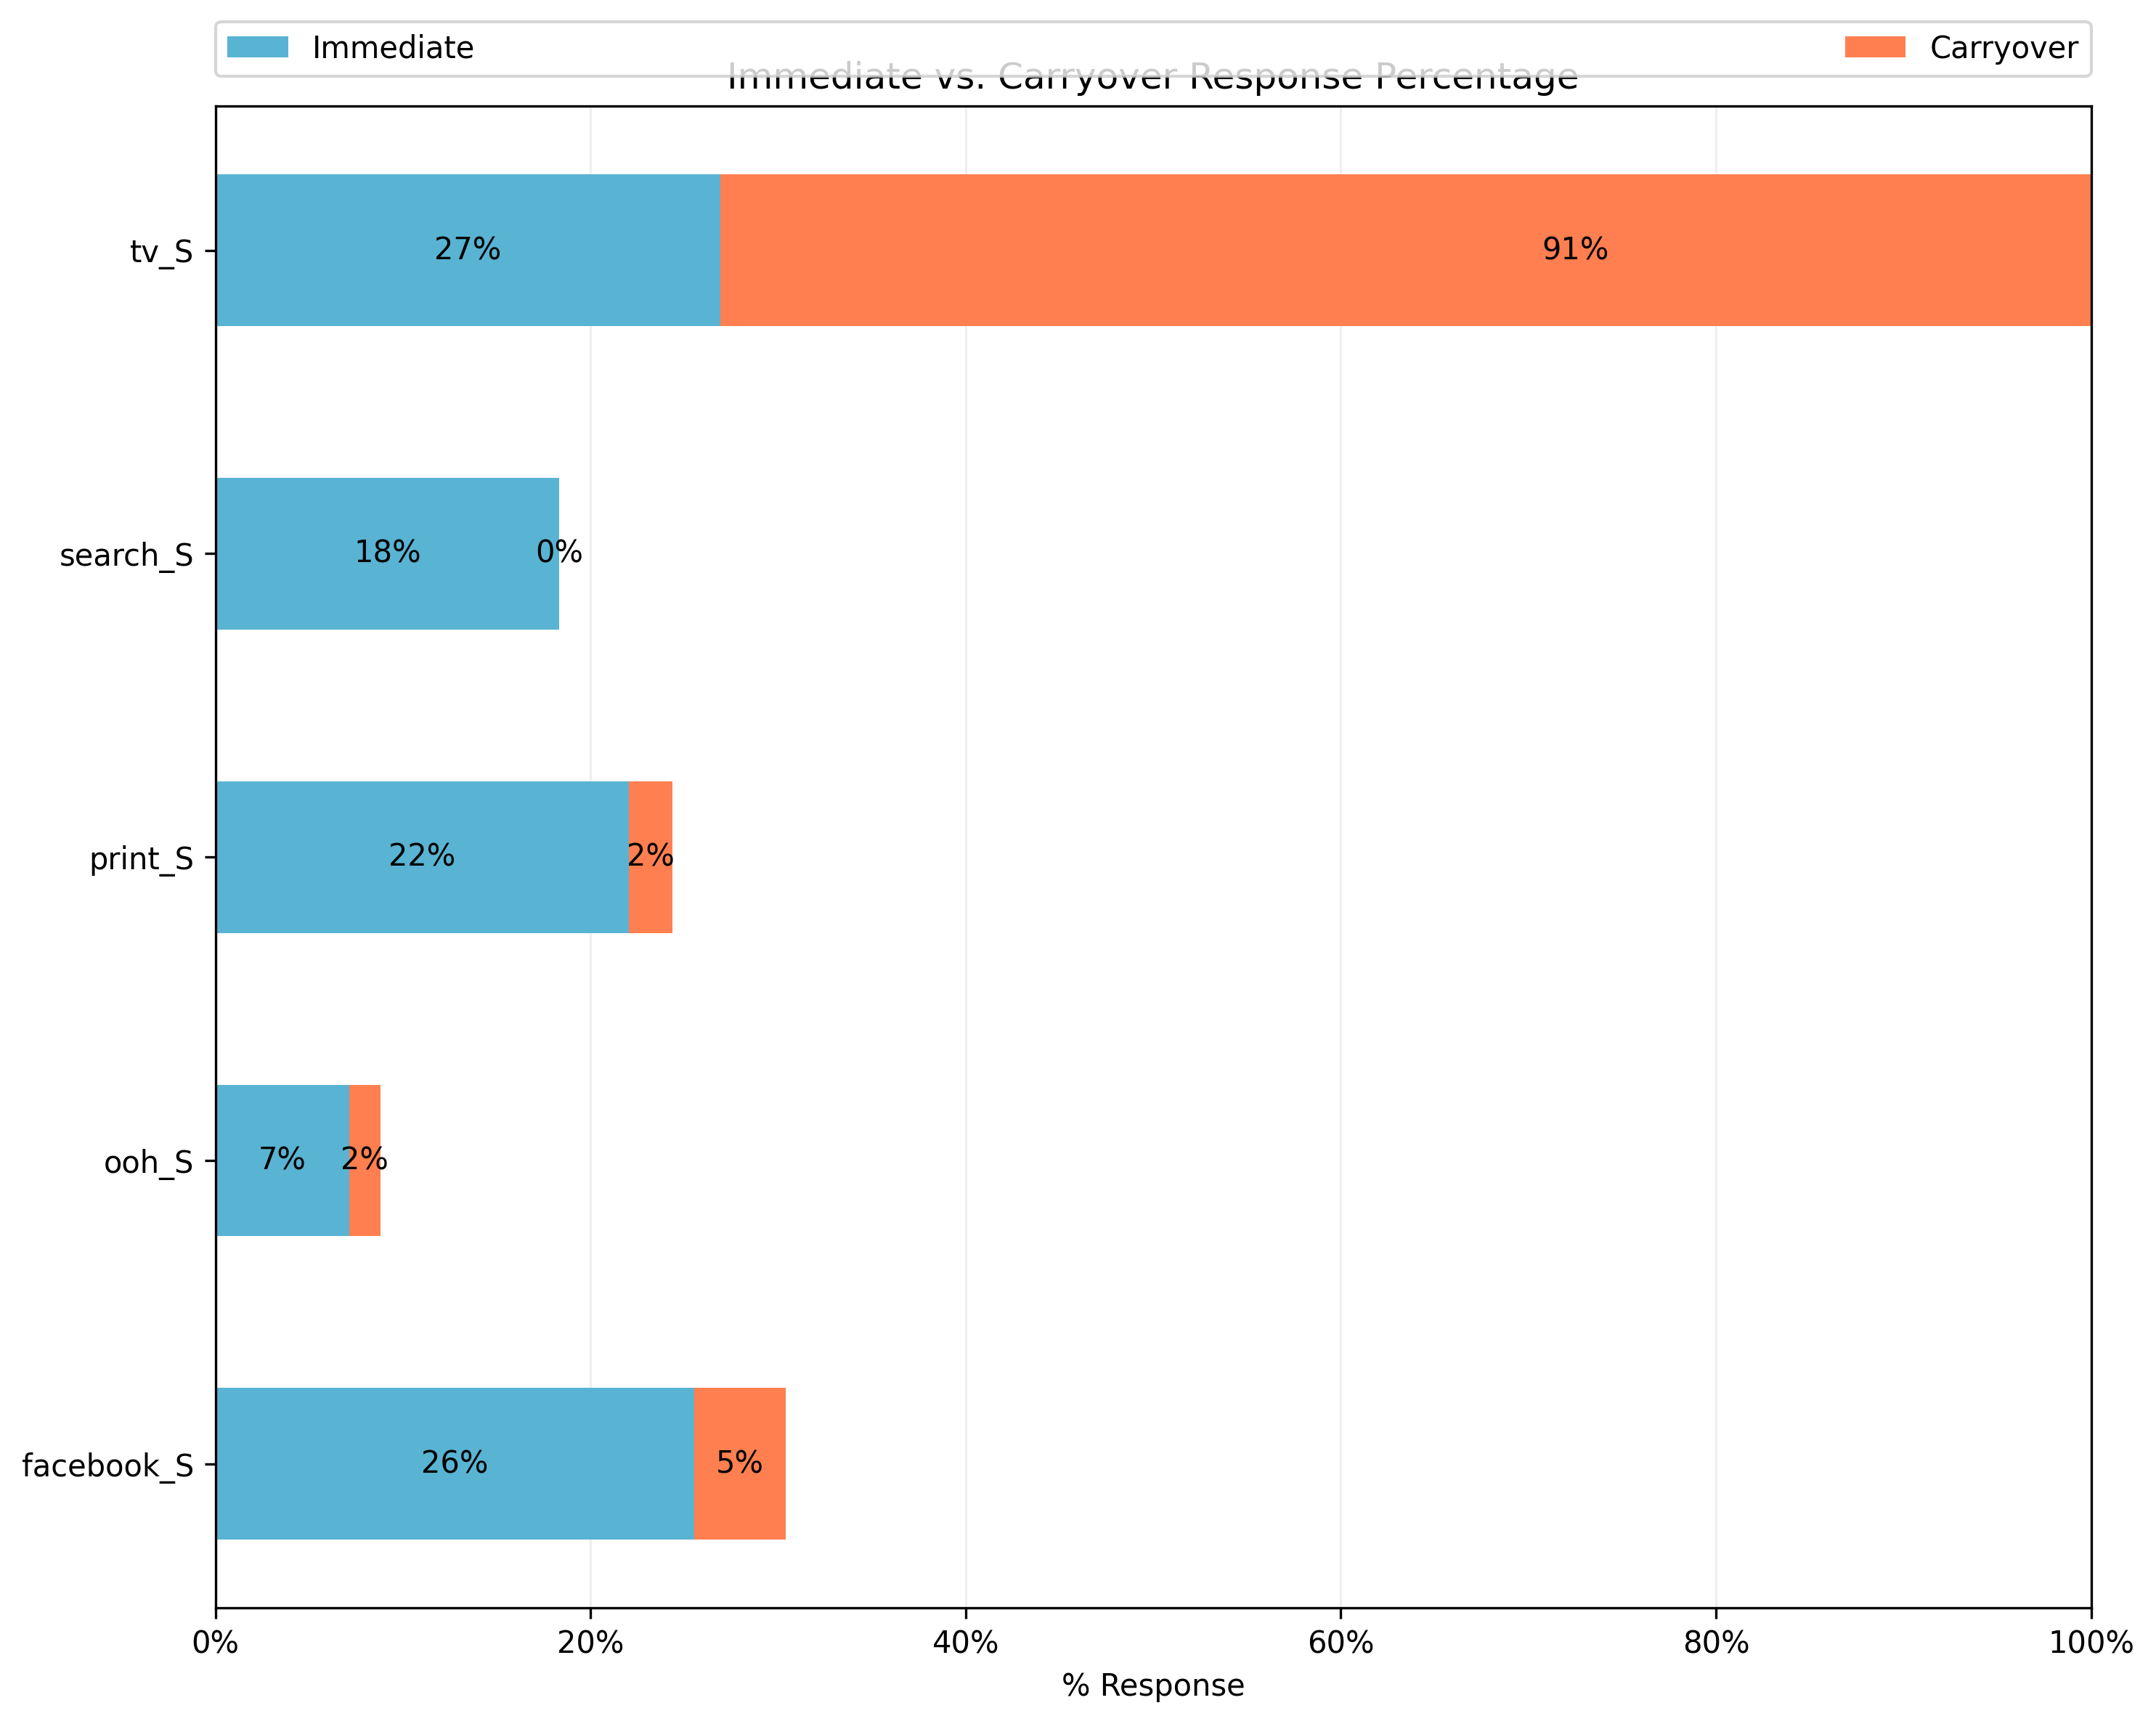 Immediate Carryover
Immediate vs. Carryover Response Percentage
tv_S 27% 91%
search_S 18% 0%
print_S 22% 2%
ooh_S 7% 2%
facebook_S 26% 5%
0% 20% 40% 60% 80% 100%
% Response